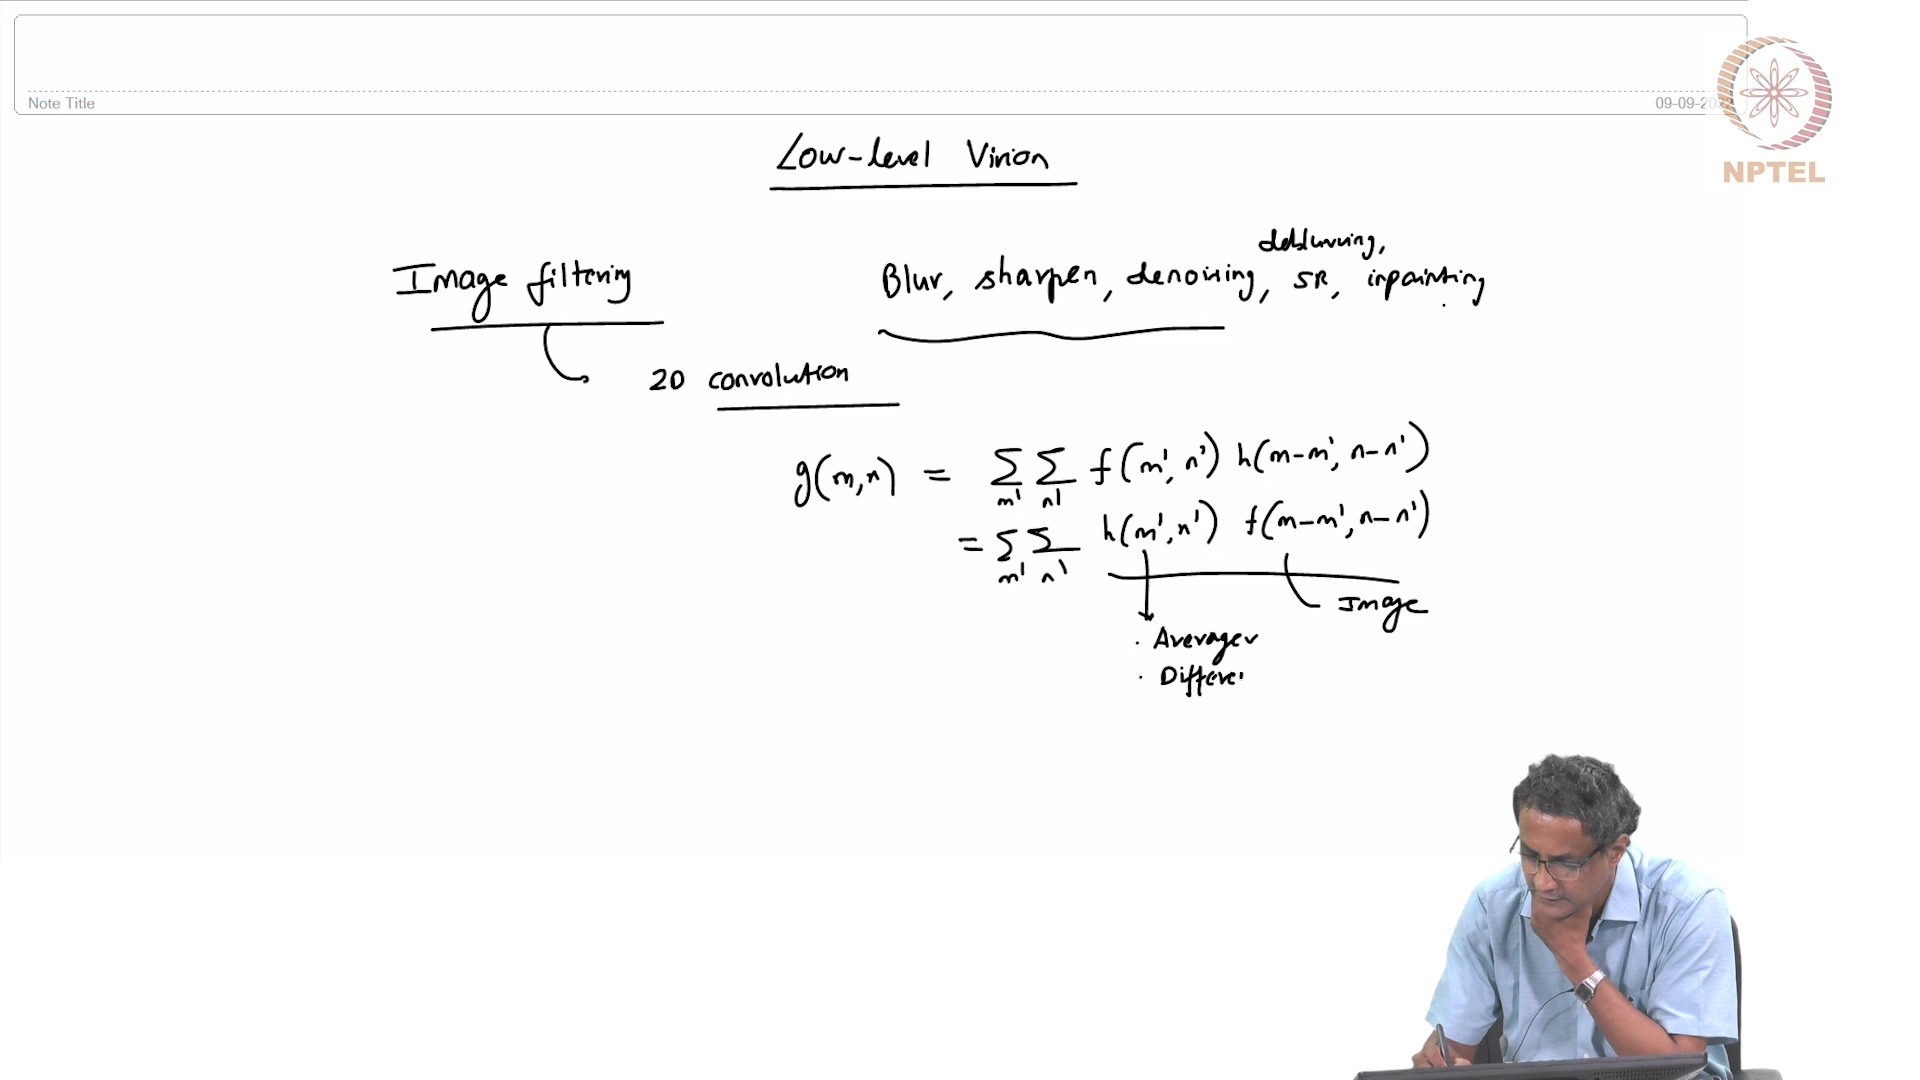 Note Title
09-09-2
NPTEL
Low-level Vision
deblurring,
Image filtering
Blur, sharpen, denoising, SR, inpainting
2D convolution
g(m,n) = ∑m' ∑n' f(m', n') h(m-m', n-n')
= ∑m' ∑n' h(m', n') f(m-m', n-n')
Image
· Averager
· Differe